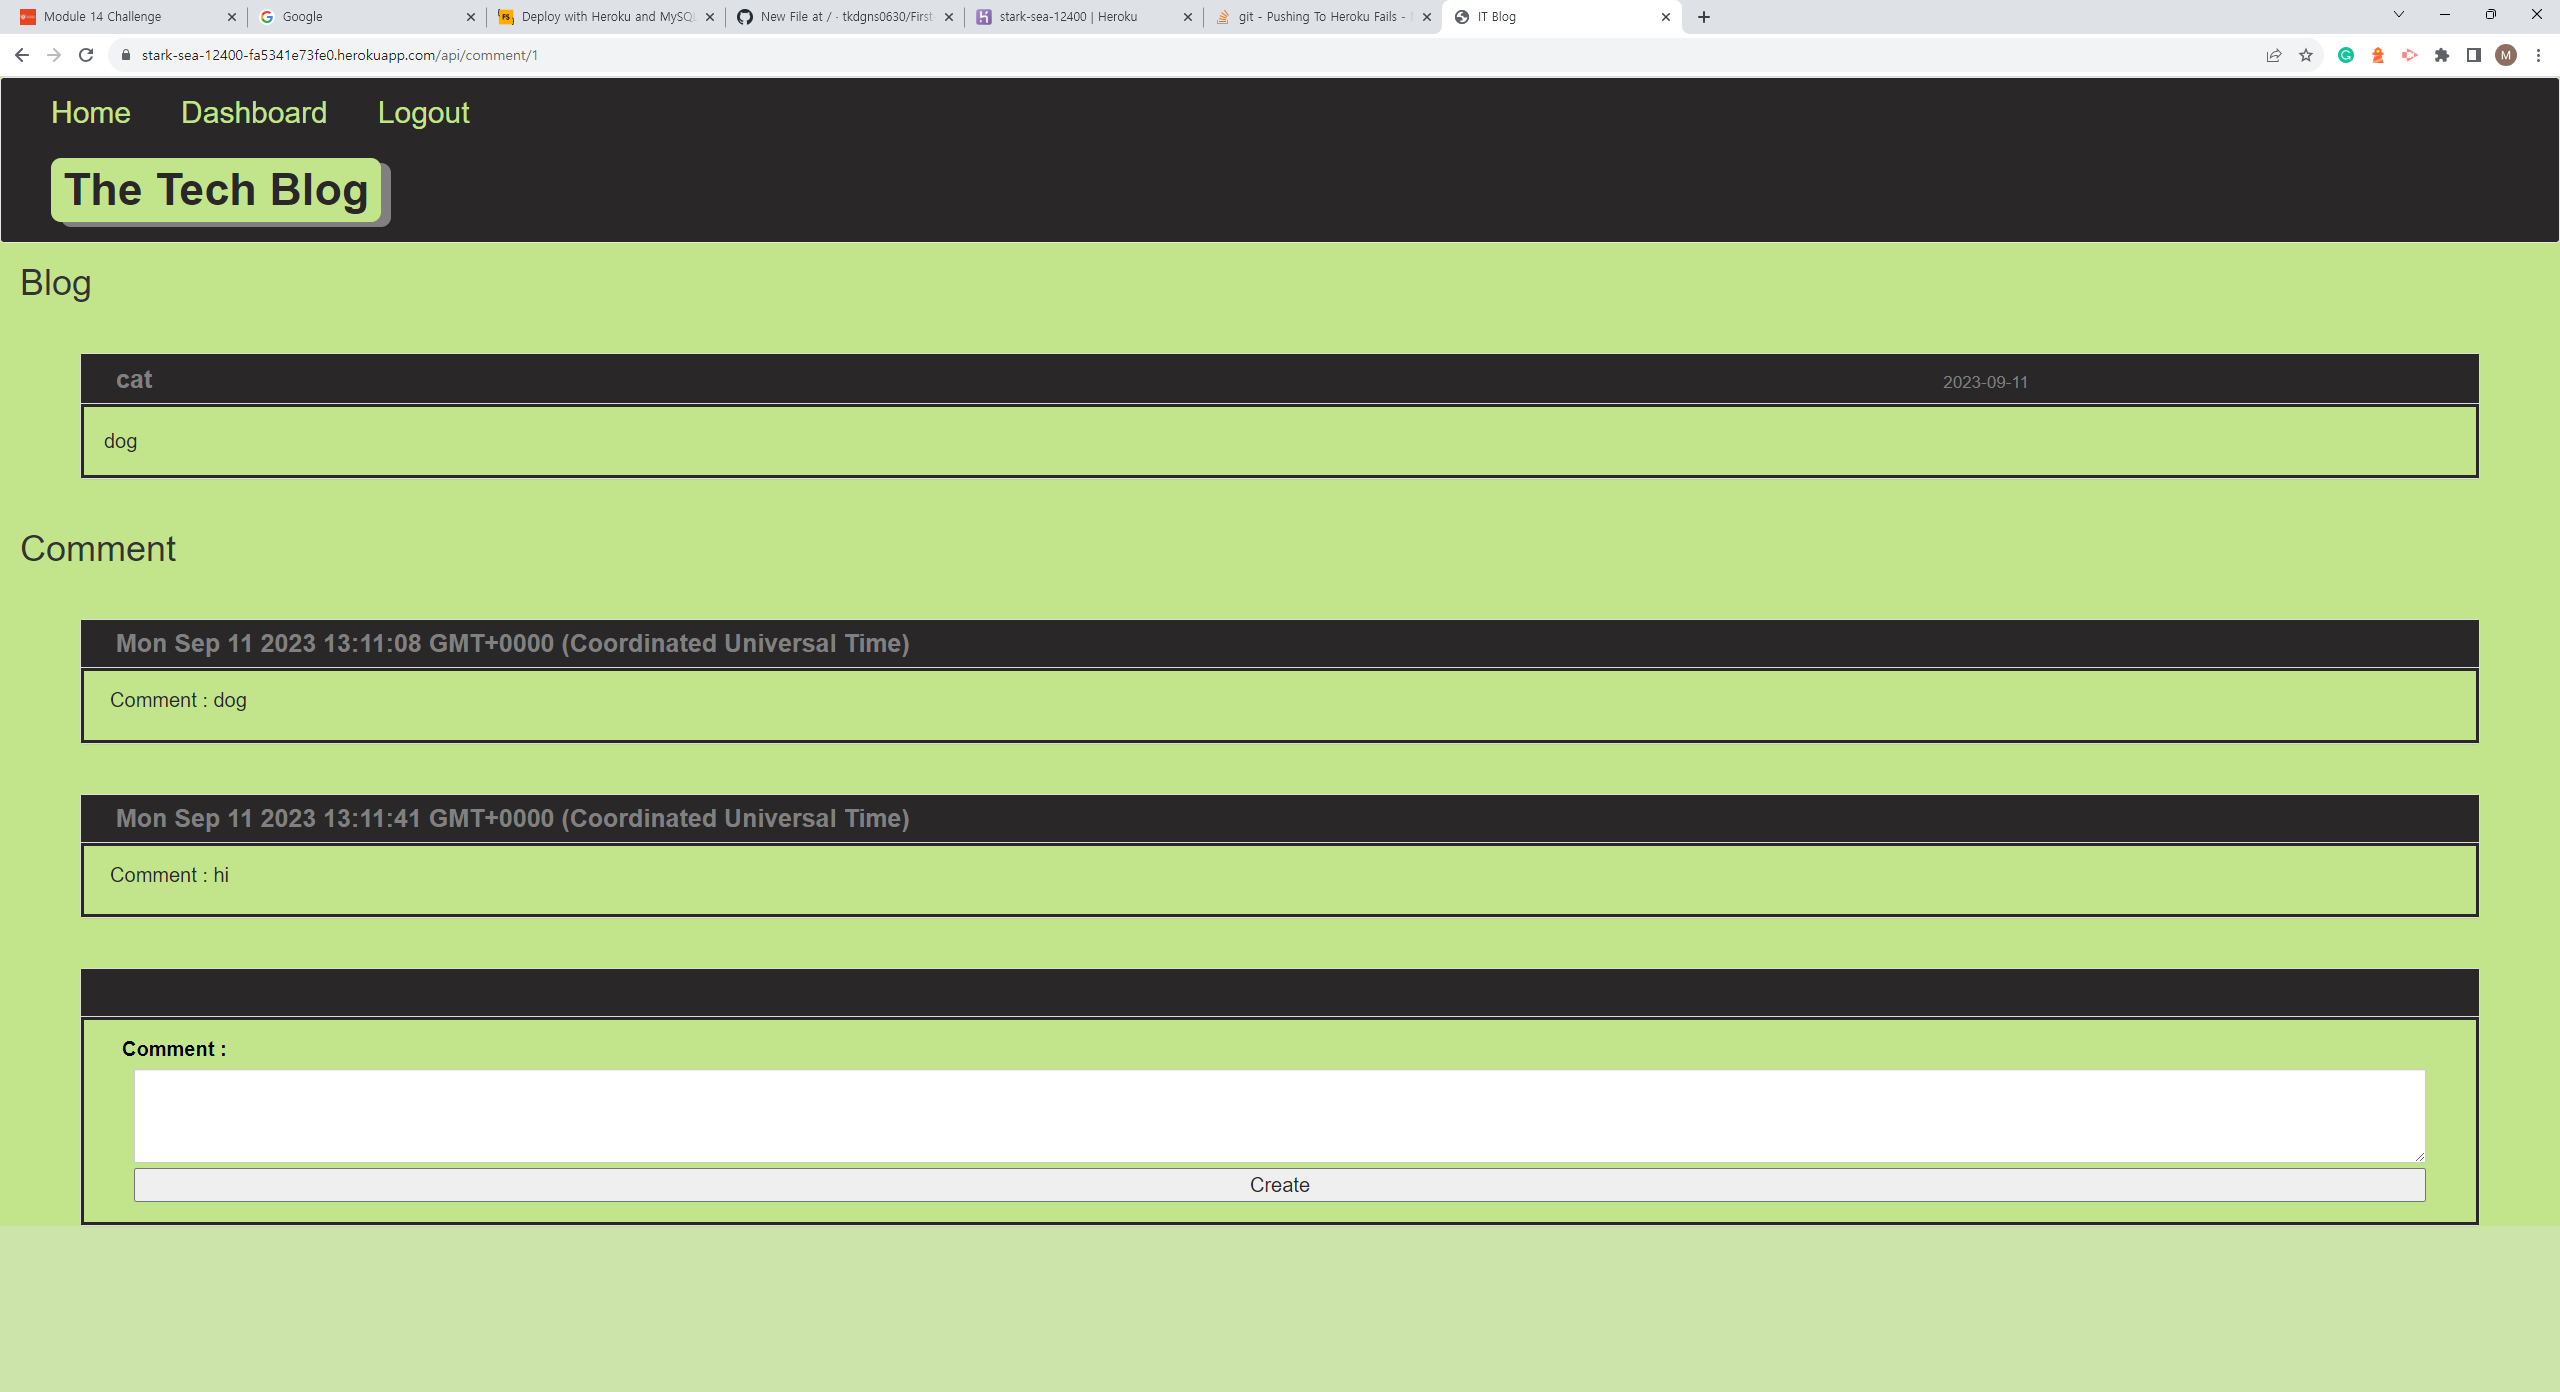 Module 14 Challenge
Google
Deploy with Heroku and MySQL
New File at / · tkdgns0630/First-
stark-sea-12400 | Heroku
git - Pushing To Heroku Fails -
IT Blog
stark-sea-12400-fa5341e73fe0.herokuapp.com/api/comment/1
M
Home Dashboard Logout
The Tech Blog
Blog
cat 2023-09-11
dog
Comment
Mon Sep 11 2023 13:11:08 GMT+0000 (Coordinated Universal Time)
Comment : dog
Mon Sep 11 2023 13:11:41 GMT+0000 (Coordinated Universal Time)
Comment : hi
Comment :
Create